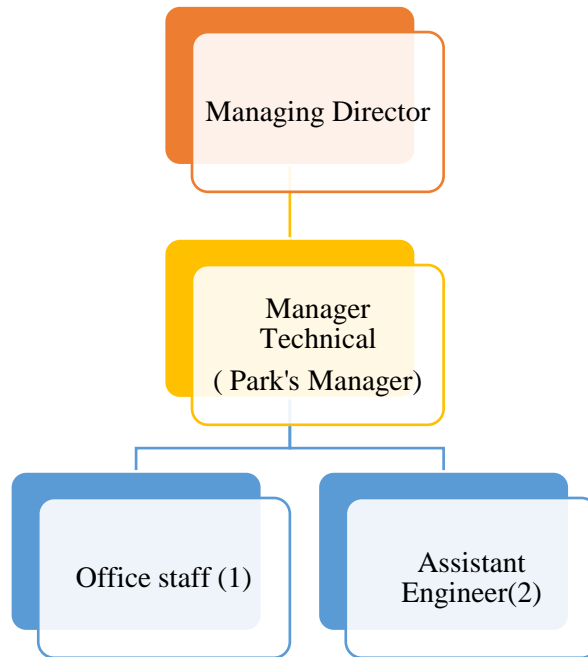 Managing Director
Manager
Technical
( Park's Manager)
Office staff (1)
Assistant
Engineer(2)